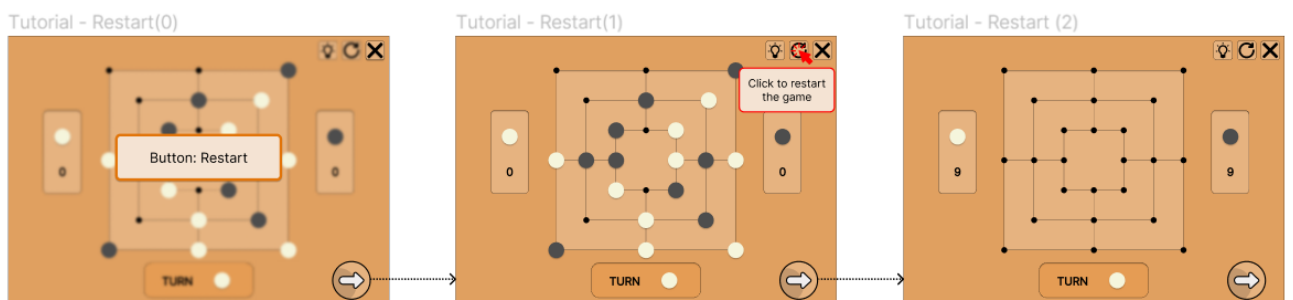 Tutorial - Restart(0)
Button: Restart
0
0
TURN
Tutorial - Restart(1)
Click to restart
the game
0
0
TURN
Tutorial - Restart (2)
9
9
TURN